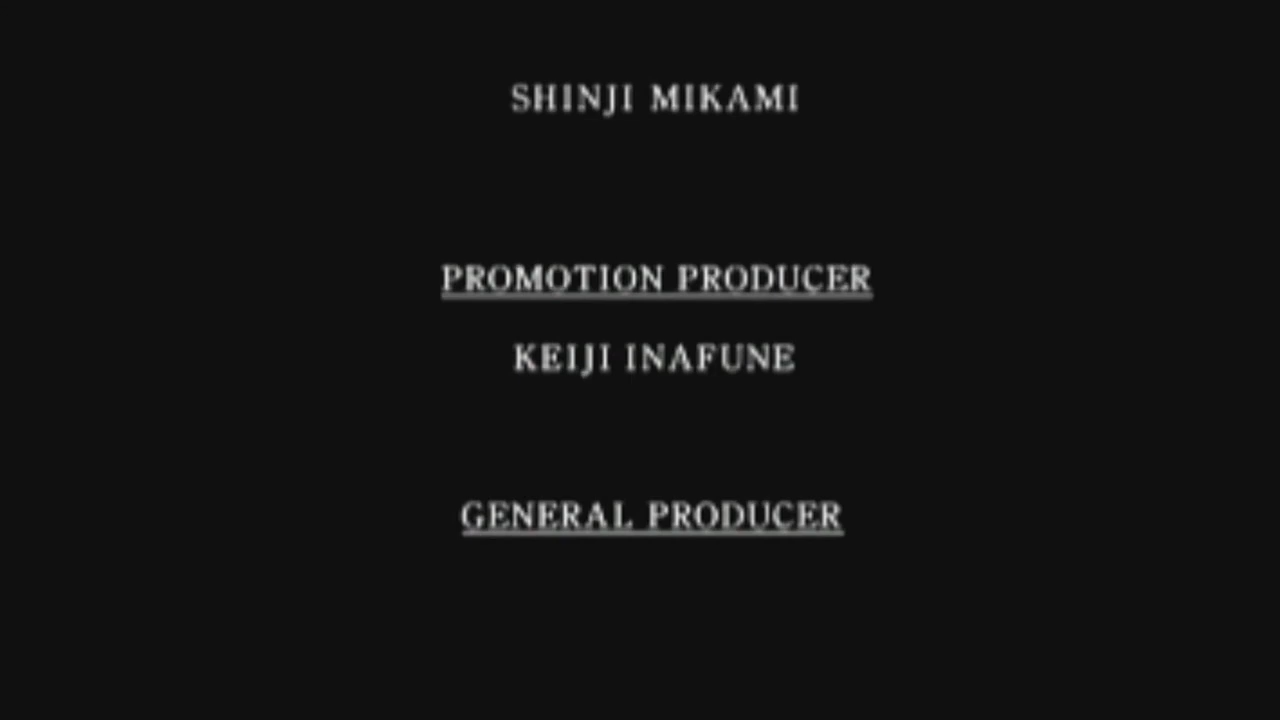 SHINJI MIKAMI
PROMOTION PRODUCER
KEIJI INAFUNE
GENERAL PRODUCER